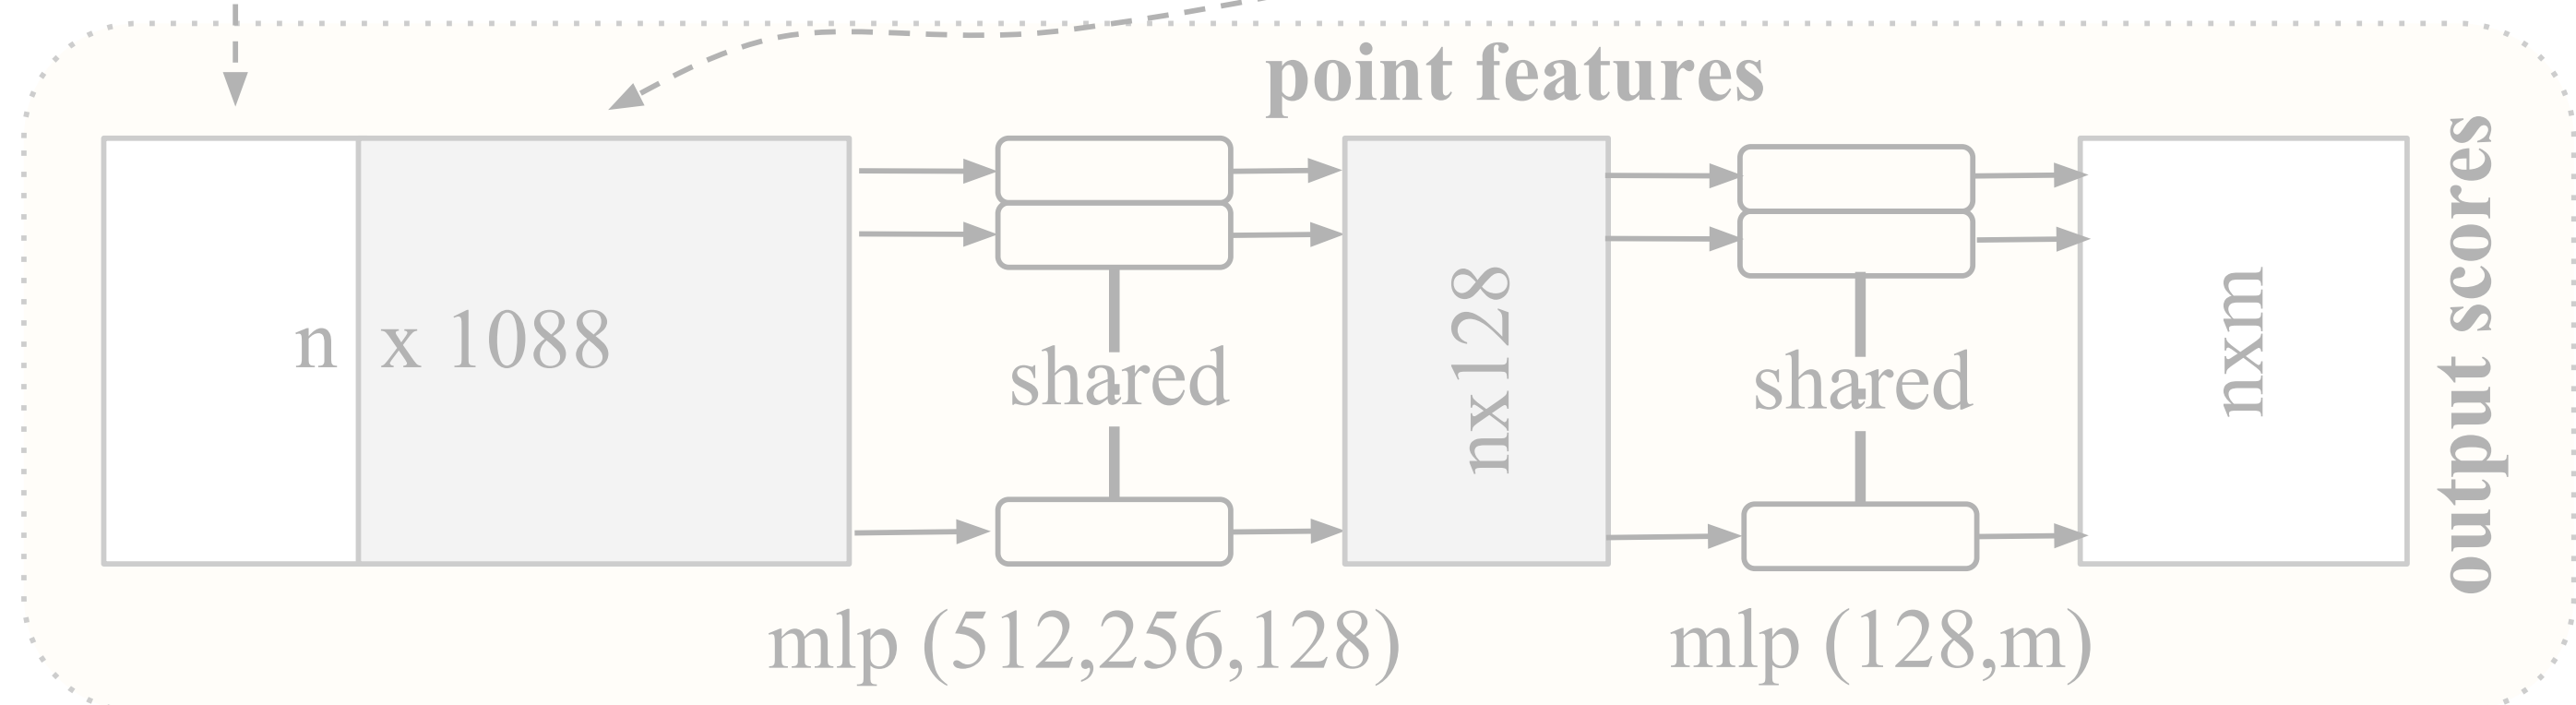 point features
n x 1088
shared
nx128
shared
nxm
output scores
mlp (512,256,128)
mlp (128,m)